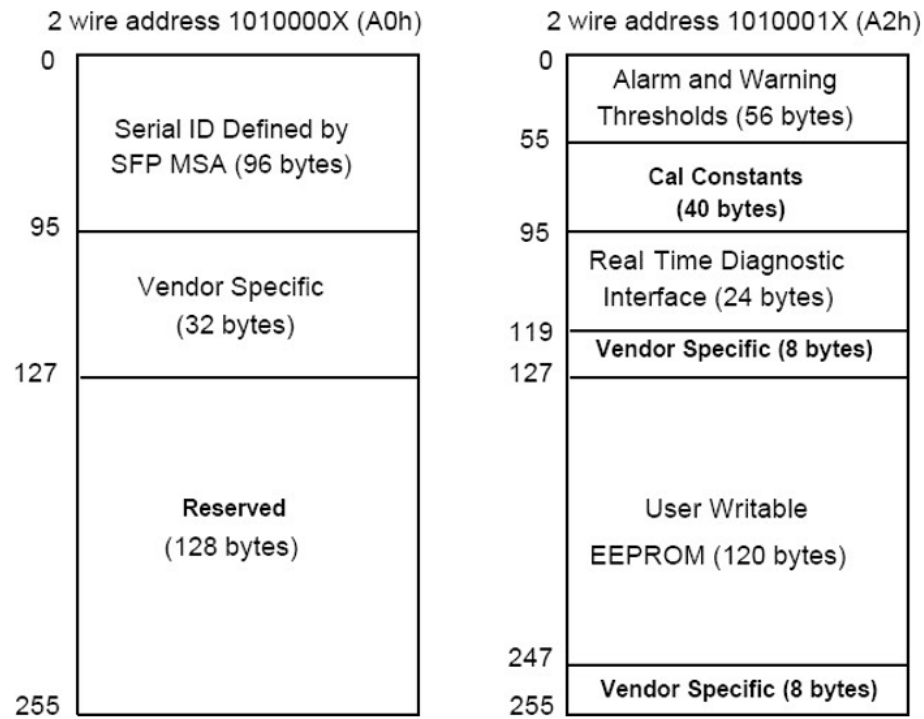 2 wire address 1010000X (A0h)
0
Serial ID Defined by
SFP MSA (96 bytes)
95
Vendor Specific
(32 bytes)
127
Reserved
(128 bytes)
255
2 wire address 1010001X (A2h)
0
Alarm and Warning
Thresholds (56 bytes)
55
Cal Constants
(40 bytes)
95
Real Time Diagnostic
Interface (24 bytes)
119
Vendor Specific (8 bytes)
127
User Writable
EEPROM (120 bytes)
247
Vendor Specific (8 bytes)
255